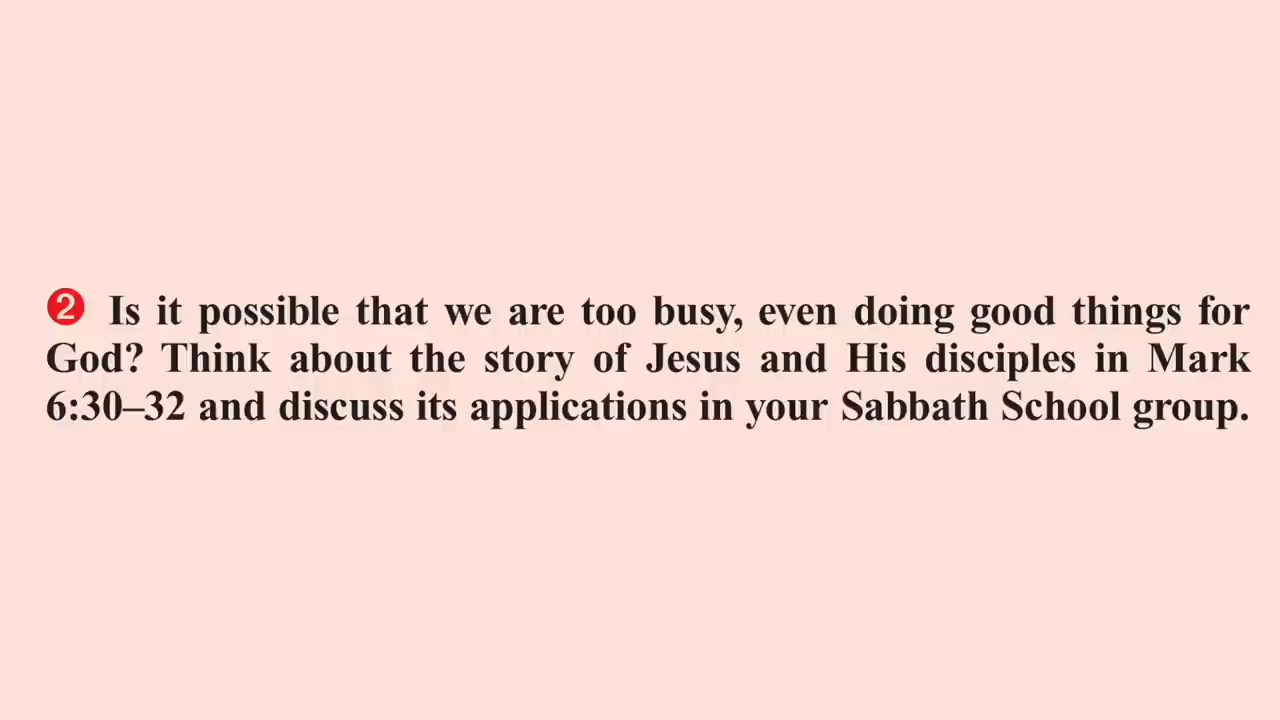 2 Is it possible that we are too busy, even doing good things for
God? Think about the story of Jesus and His disciples in Mark
6:30–32 and discuss its applications in your Sabbath School group.